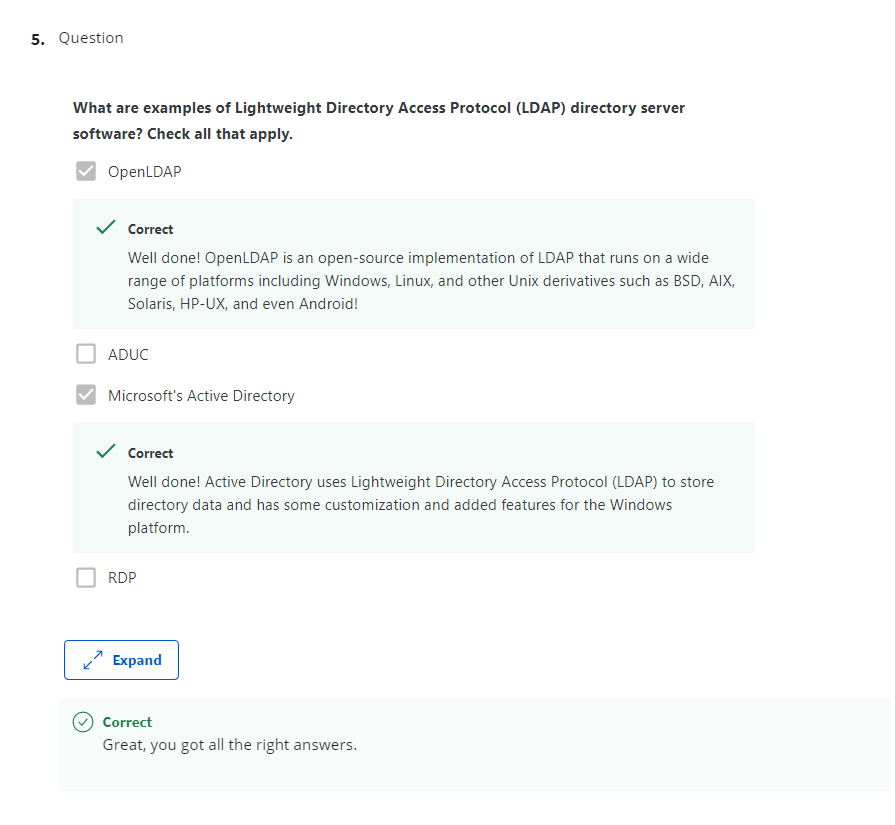 5. Question
What are examples of Lightweight Directory Access Protocol (LDAP) directory server
software? Check all that apply.
OpenLDAP
Correct
Well done! OpenLDAP is an open-source implementation of LDAP that runs on a wide
range of platforms including Windows, Linux, and other Unix derivatives such as BSD, AIX,
Solaris, HP-UX, and even Android!
ADUC
Microsoft's Active Directory
Correct
Well done! Active Directory uses Lightweight Directory Access Protocol (LDAP) to store
directory data and has some customization and added features for the Windows
platform.
RDP
Expand
Correct
Great, you got all the right answers.